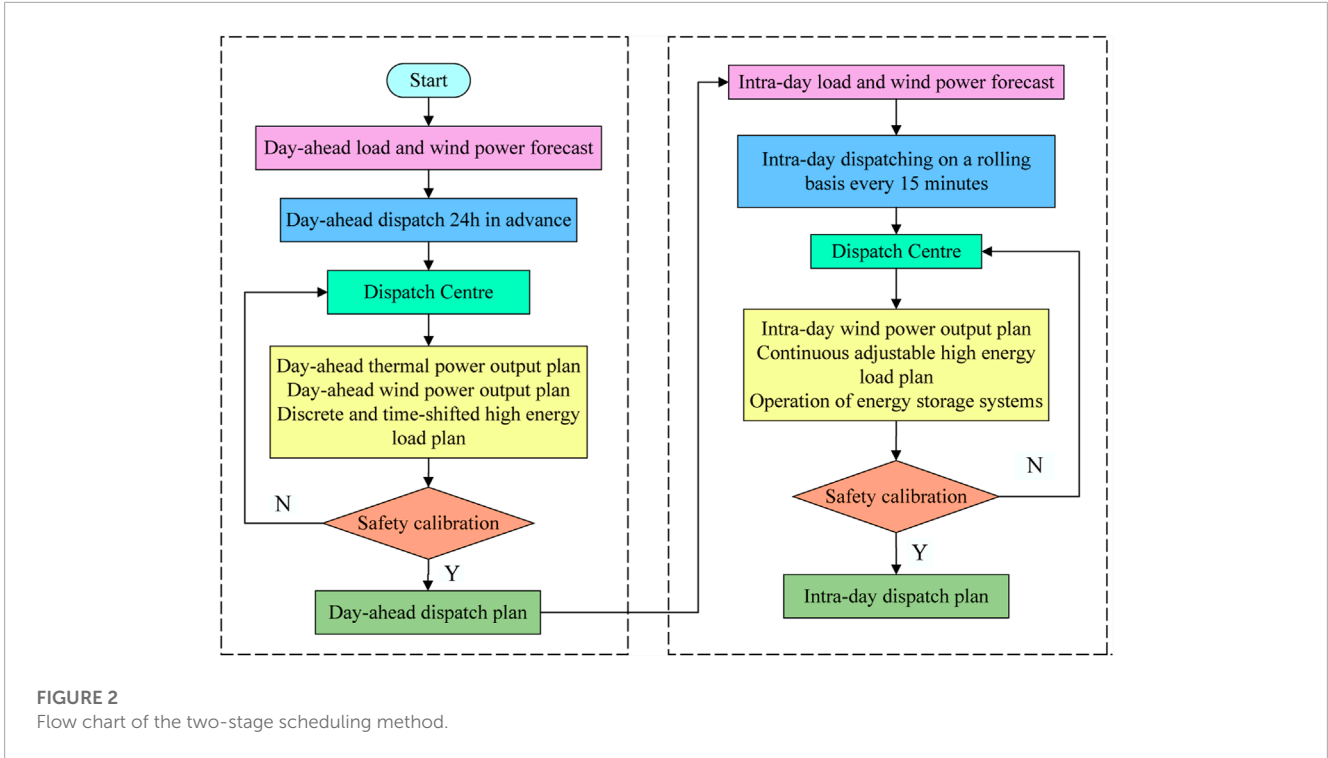 Start
Day-ahead load and wind power forecast
Day-ahead dispatch 24h in advance
Dispatch Centre
Day-ahead thermal power output plan
Day-ahead wind power output plan
Discrete and time-shifted high energy
load plan
N
Safety calibration
Y
Day-ahead dispatch plan
Intra-day load and wind power forecast
Intra-day dispatching on a rolling
basis every 15 minutes
Dispatch Centre
Intra-day wind power output plan
Continuous adjustable high energy
load plan
Operation of energy storage systems
N
Safety calibration
Y
Intra-day dispatch plan
FIGURE 2
Flow chart of the two-stage scheduling method.